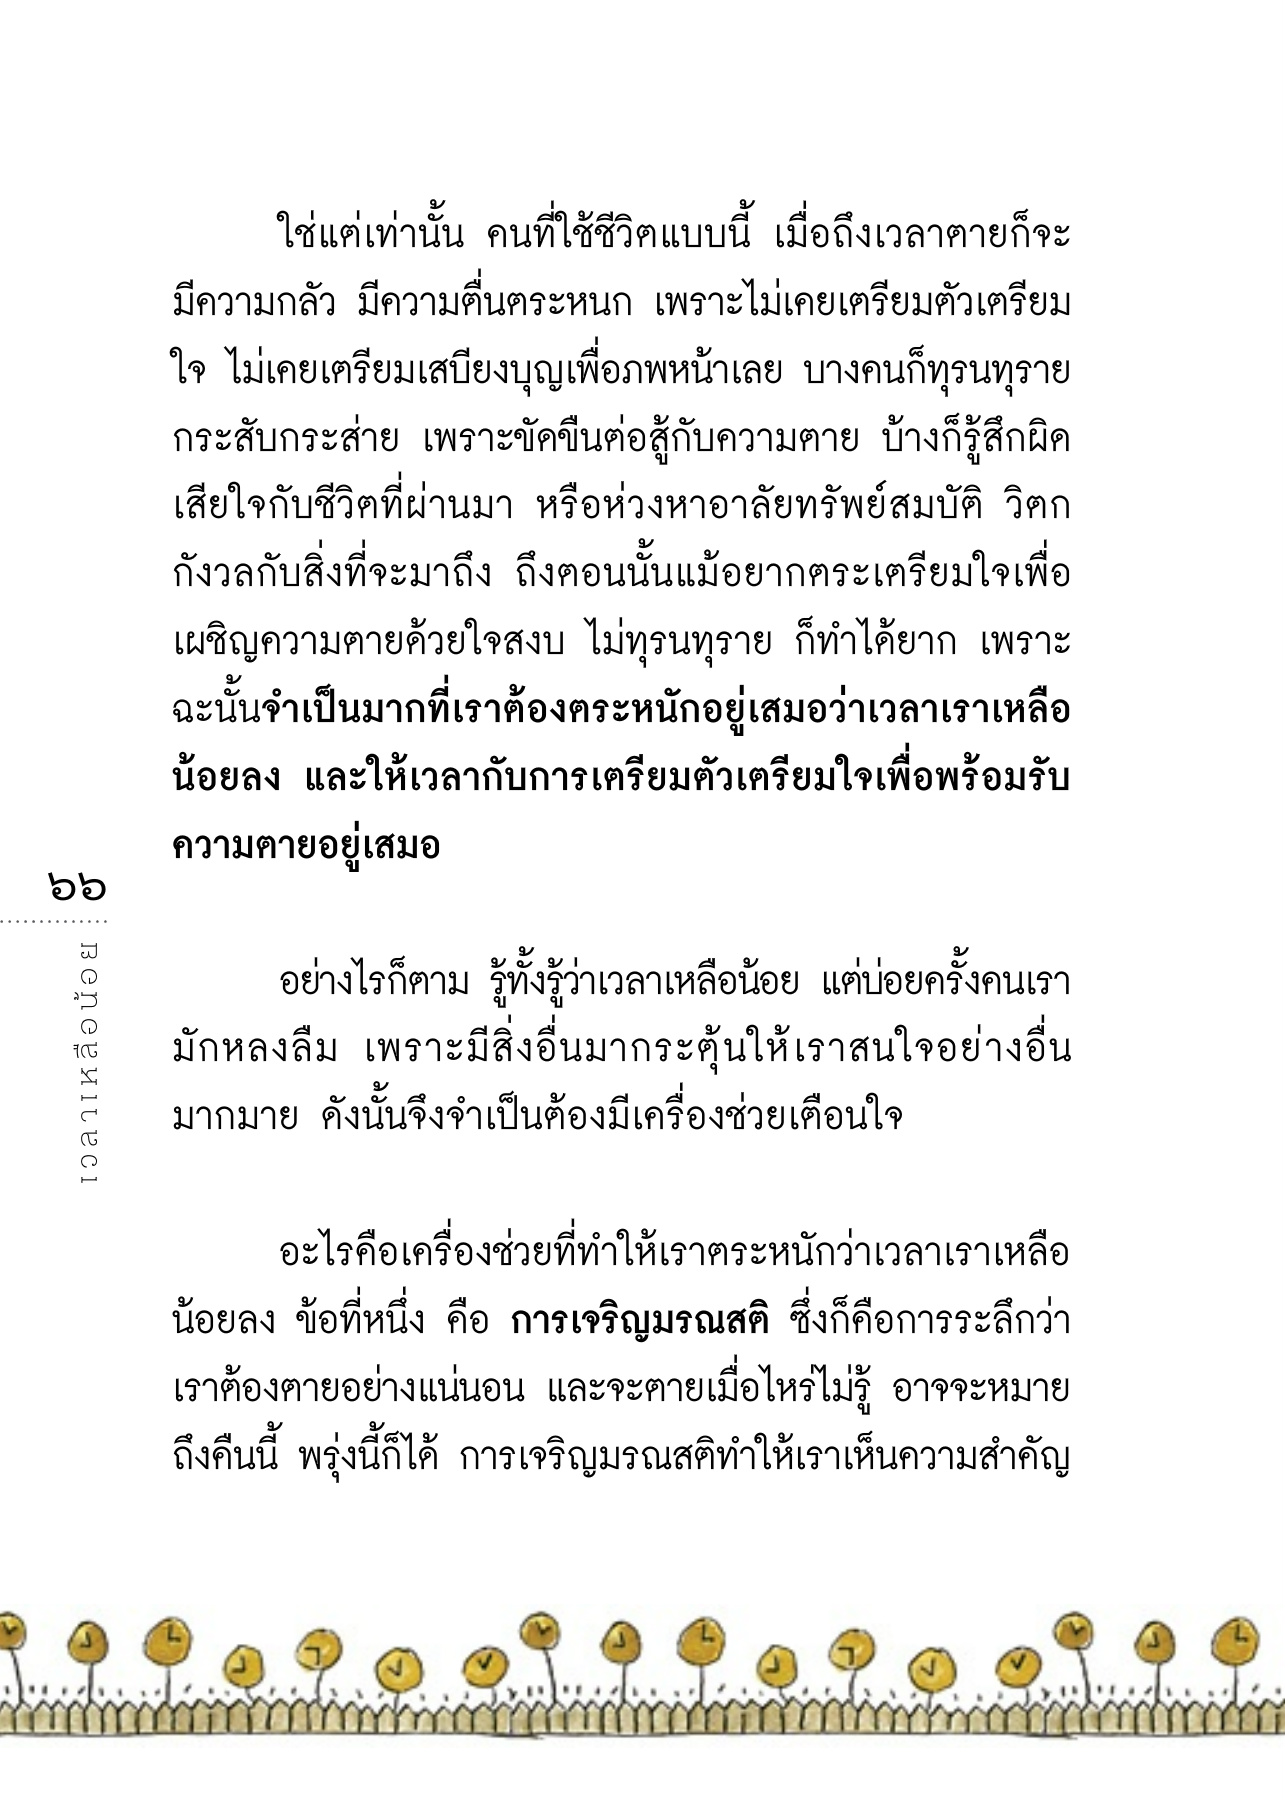 ใช่แต่เท่านั้น คนที่ใช้ชีวิตแบบนี้ เมื่อถึงเวลาตายก็จะ
มีความกลัว มีความตื่นตระหนก เพราะไม่เคยเตรียมตัวเตรียม
ใจ ไม่เคยเตรียมเสบียงบุญเพื่อภพหน้าเลย บางคนก็ทุรนทุราย
กระสับกระส่าย เพราะขัดขืนต่อสู้กับความตาย บ้างก็รู้สึกผิด
เสียใจกับชีวิตที่ผ่านมา หรือห่วงหาอาลัยทรัพย์สมบัติ วิตก
กังวลกับสิ่งที่จะมาถึง ถึงตอนนั้นแม้อยากตระเตรียมใจเพื่อ
เผชิญความตายด้วยใจสงบ ไม่ทุรนทุราย ก็ทำได้ยาก เพราะ
ฉะนั้นจำเป็นมากที่เราต้องตระหนักอยู่เสมอว่าเวลาเราเหลือ
น้อยลง และให้เวลากับการเตรียมตัวเตรียมใจเพื่อพร้อมรับ
ความตายอยู่เสมอ
๖๖
เวลาเหลือน้อย
อย่างไรก็ตาม รู้ทั้งรู้ว่าเวลาเหลือน้อย แต่บ่อยครั้งคนเรา
มักหลงลืม เพราะมีสิ่งอื่นมากระตุ้นให้เราสนใจอย่างอื่น
มากมาย ดังนั้นจึงจำเป็นต้องมีเครื่องช่วยเตือนใจ
อะไรคือเครื่องช่วยที่ทำให้เราตระหนักว่าเวลาเราเหลือ
น้อยลง ข้อที่หนึ่ง คือ การเจริญมรณสติ ซึ่งก็คือการระลึกว่า
เราต้องตายอย่างแน่นอน และจะตายเมื่อไหร่ไม่รู้ อาจจะหมาย
ถึงคืนนี้ พรุ่งนี้ก็ได้ การเจริญมรณสติทำให้เราเห็นความสำคัญ